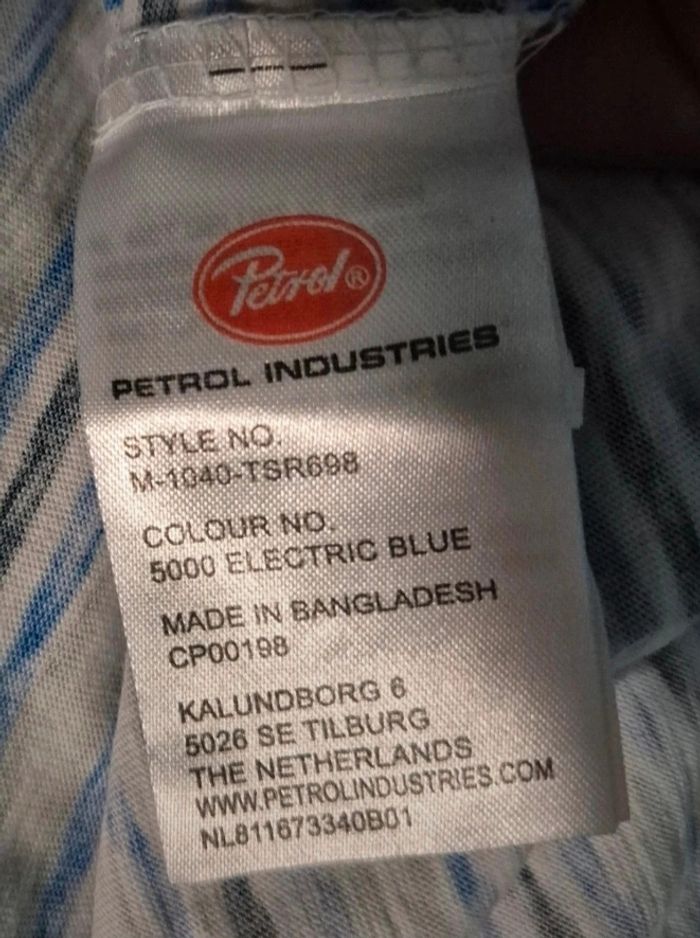 Petrol®
PETROL INDUSTRIES
STYLE NO.
M-1040-TSR698
COLOUR NO.
5000 ELECTRIC BLUE
MADE IN BANGLADESH
CP00198
KALUNDBORG 6
5026 SE TILBURG
THE NETHERLANDS
WWW.PETROLINDUSTRIES.COM
NL811673340B01